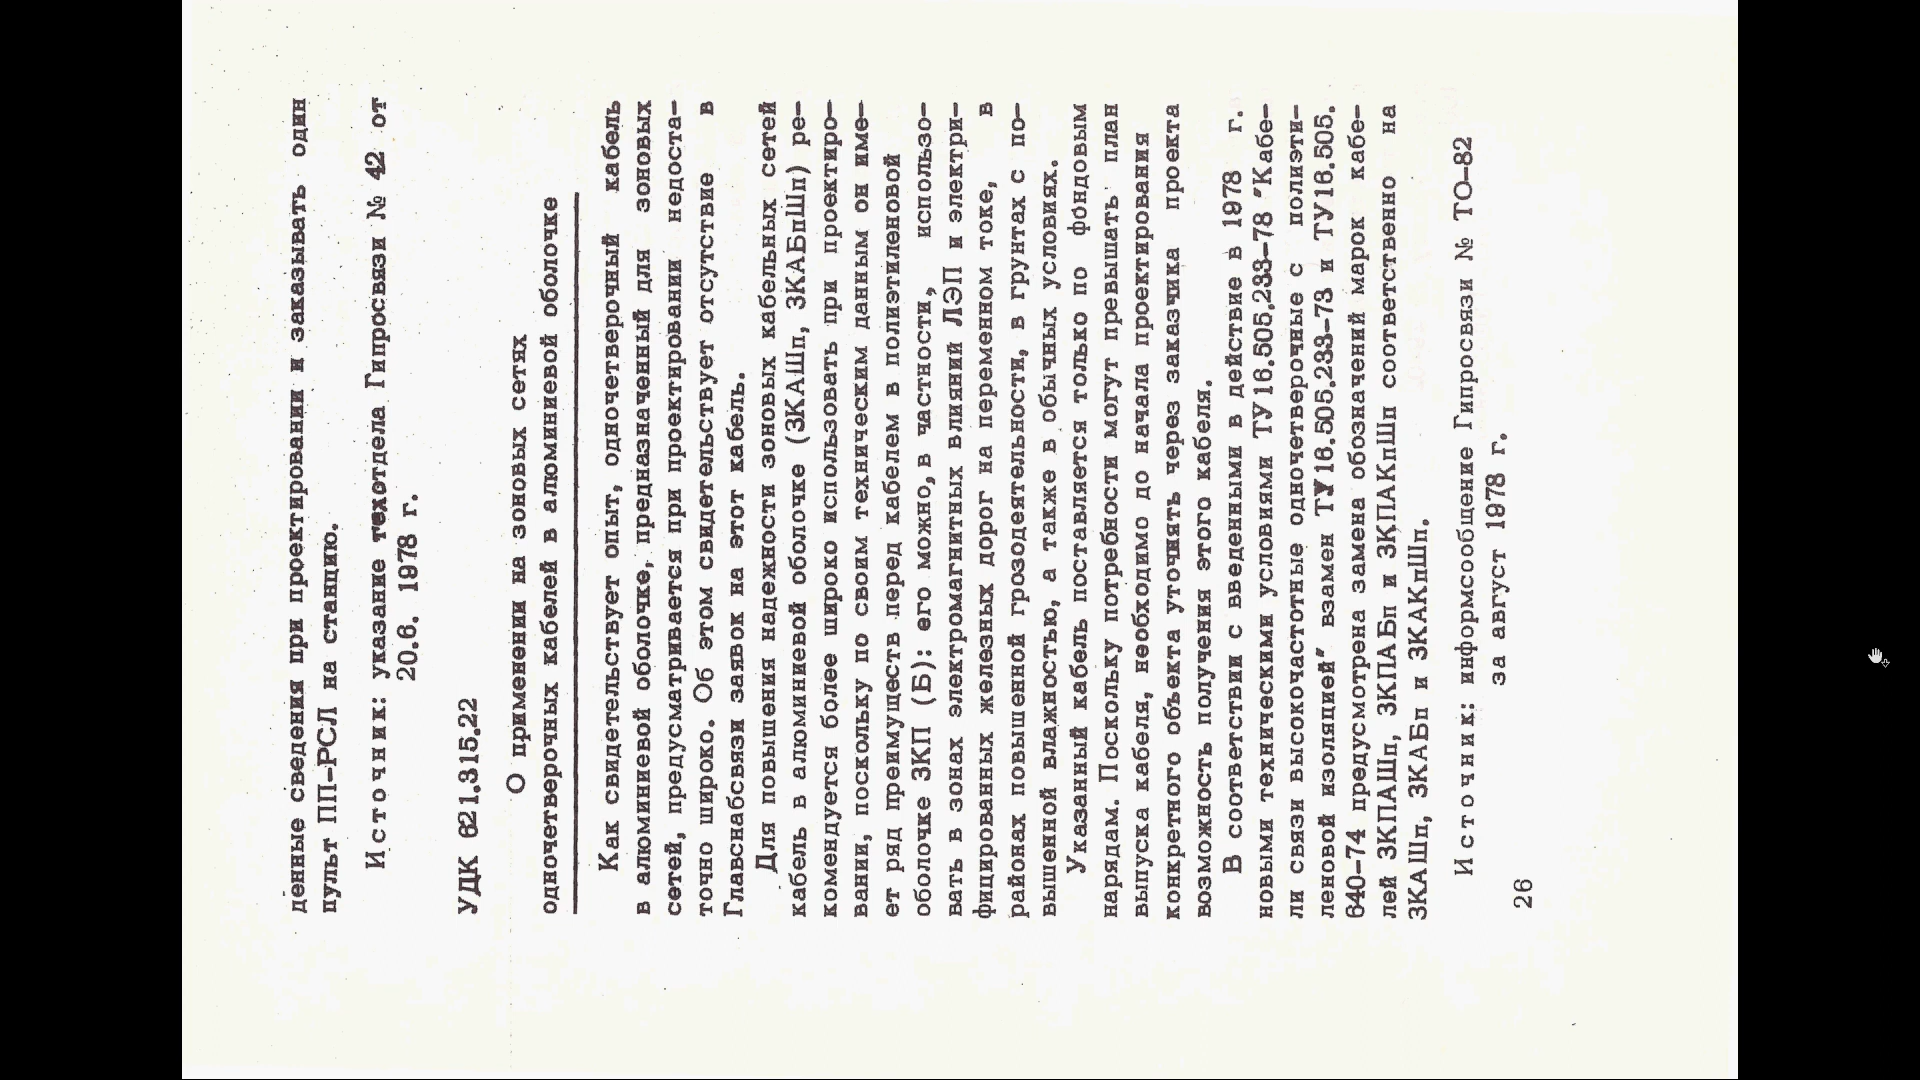 денные сведения при проектировании и заказывать один
пульт ПП-РСЛ на станцию.
Источник: указание техотдела Гипросвязи № 42 от
20.6. 1978 г.
УДК 621.315.22
О применении на зоновых сетях
одночетверочных кабелей в алюминиевой оболочке
Как свидетельствует опыт, одночетверочный кабель
в алюминиевой оболочке, предназначенный для зоновых
сетей, предусматривается при проектировании недоста-
точно широко. Об этом свидетельствует отсутствие в
Главснабсвязи заявок на этот кабель.
Для повышения надежности зоновых кабельных сетей
кабель в алюминиевой оболочке (ЗКАШп, ЗКАБпШп) ре-
комендуется более широко использовать при проектиро-
вании, поскольку по своим техническим данным он име-
ет ряд преимуществ перед кабелем в полиэтиленовой
оболочке ЗКП (Б): его можно, в частности, использо-
вать в зонах электромагнитных влияний ЛЭП и электри-
фицированных железных дорог на переменном токе, в
районах повышенной грозодеятельности, в грунтах с по-
вышенной влажностью, а также в обычных условиях.
Указанный кабель поставляется только по фондовым
нарядам. Поскольку потребности могут превышать план
выпуска кабеля, необходимо до начала проектирования
конкретного объекта уточнять через заказчика проекта
возможность получения этого кабеля.
В соответствии с введенными в действие в 1978 г.
новыми техническими условиями ТУ16.505.233-78 "Кабе-
ли связи высокочастотные одночетверочные с полиэти-
леновой изоляцией" взамен ТУ16.505.233-73 и ТУ16.505.
640-74 предусмотрена замена обозначений марок кабе-
лей ЗКПАШп, ЗКПАБп и ЗКПАКпШп соответственно на
ЗКАШп, ЗКАБп и ЗКАКпШп.
Источник: информсообщение Гипросвязи № ТО-82
за август 1978 г.
26